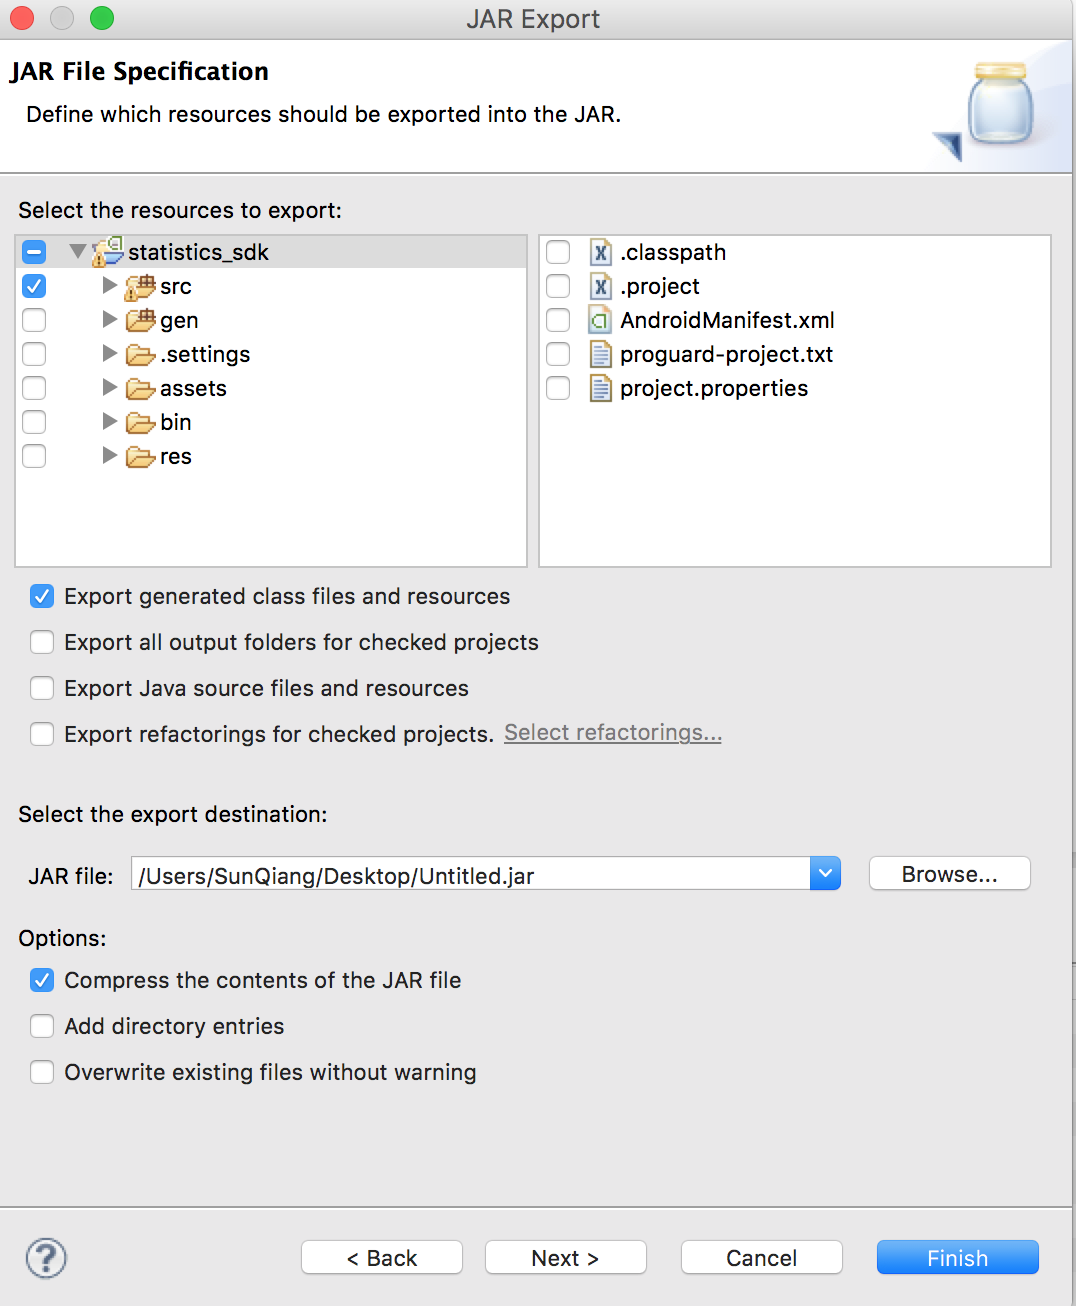 JAR Export
JAR File Specification
Define which resources should be exported into the JAR.
Select the resources to export:
statistics_sdk
src
gen
.settings
assets
bin
res
.classpath
.project
AndroidManifest.xml
proguard-project.txt
project.properties
Export generated class files and resources
Export all output folders for checked projects
Export Java source files and resources
Export refactorings for checked projects. Select refactorings...
Select the export destination:
JAR file: /Users/SunQiang/Desktop/Untitled.jar Browse...
Options:
Compress the contents of the JAR file
Add directory entries
Overwrite existing files without warning
? < Back Next > Cancel Finish